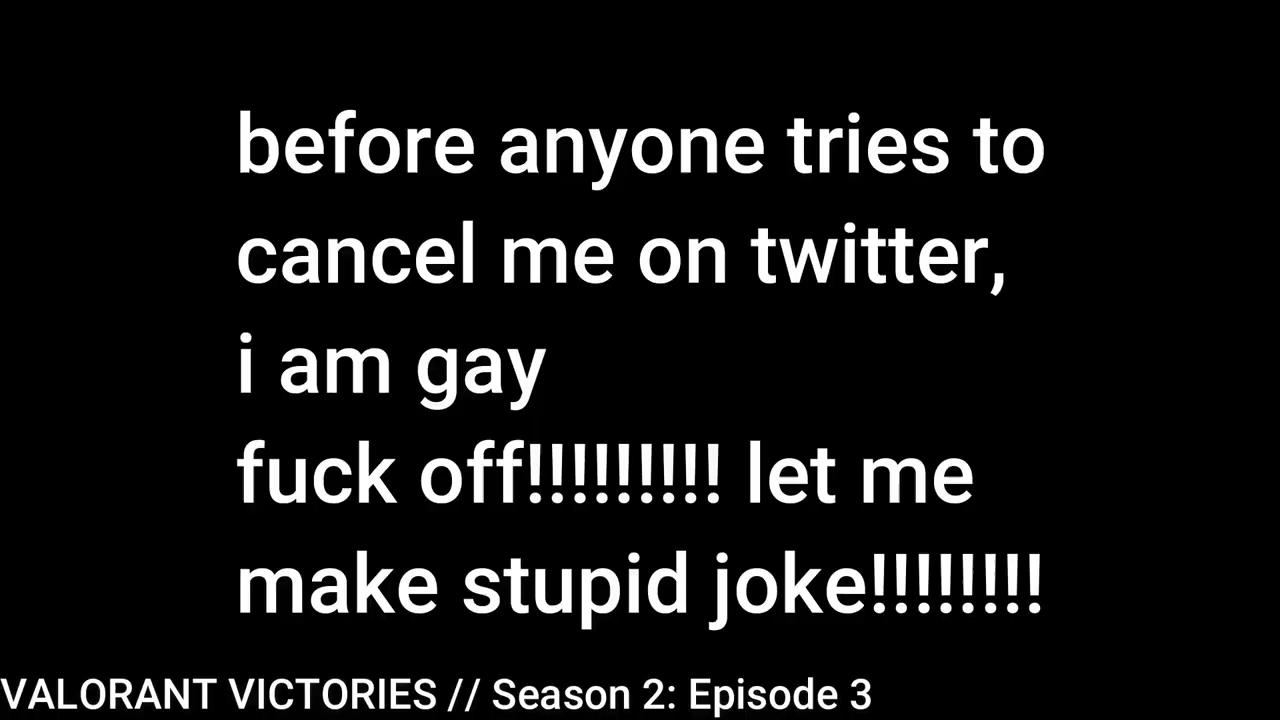 before anyone tries to
cancel me on twitter,
i am gay
fuck off!!!!!!!!! let me
make stupid joke!!!!!!!!
VALORANT VICTORIES // Season 2: Episode 3